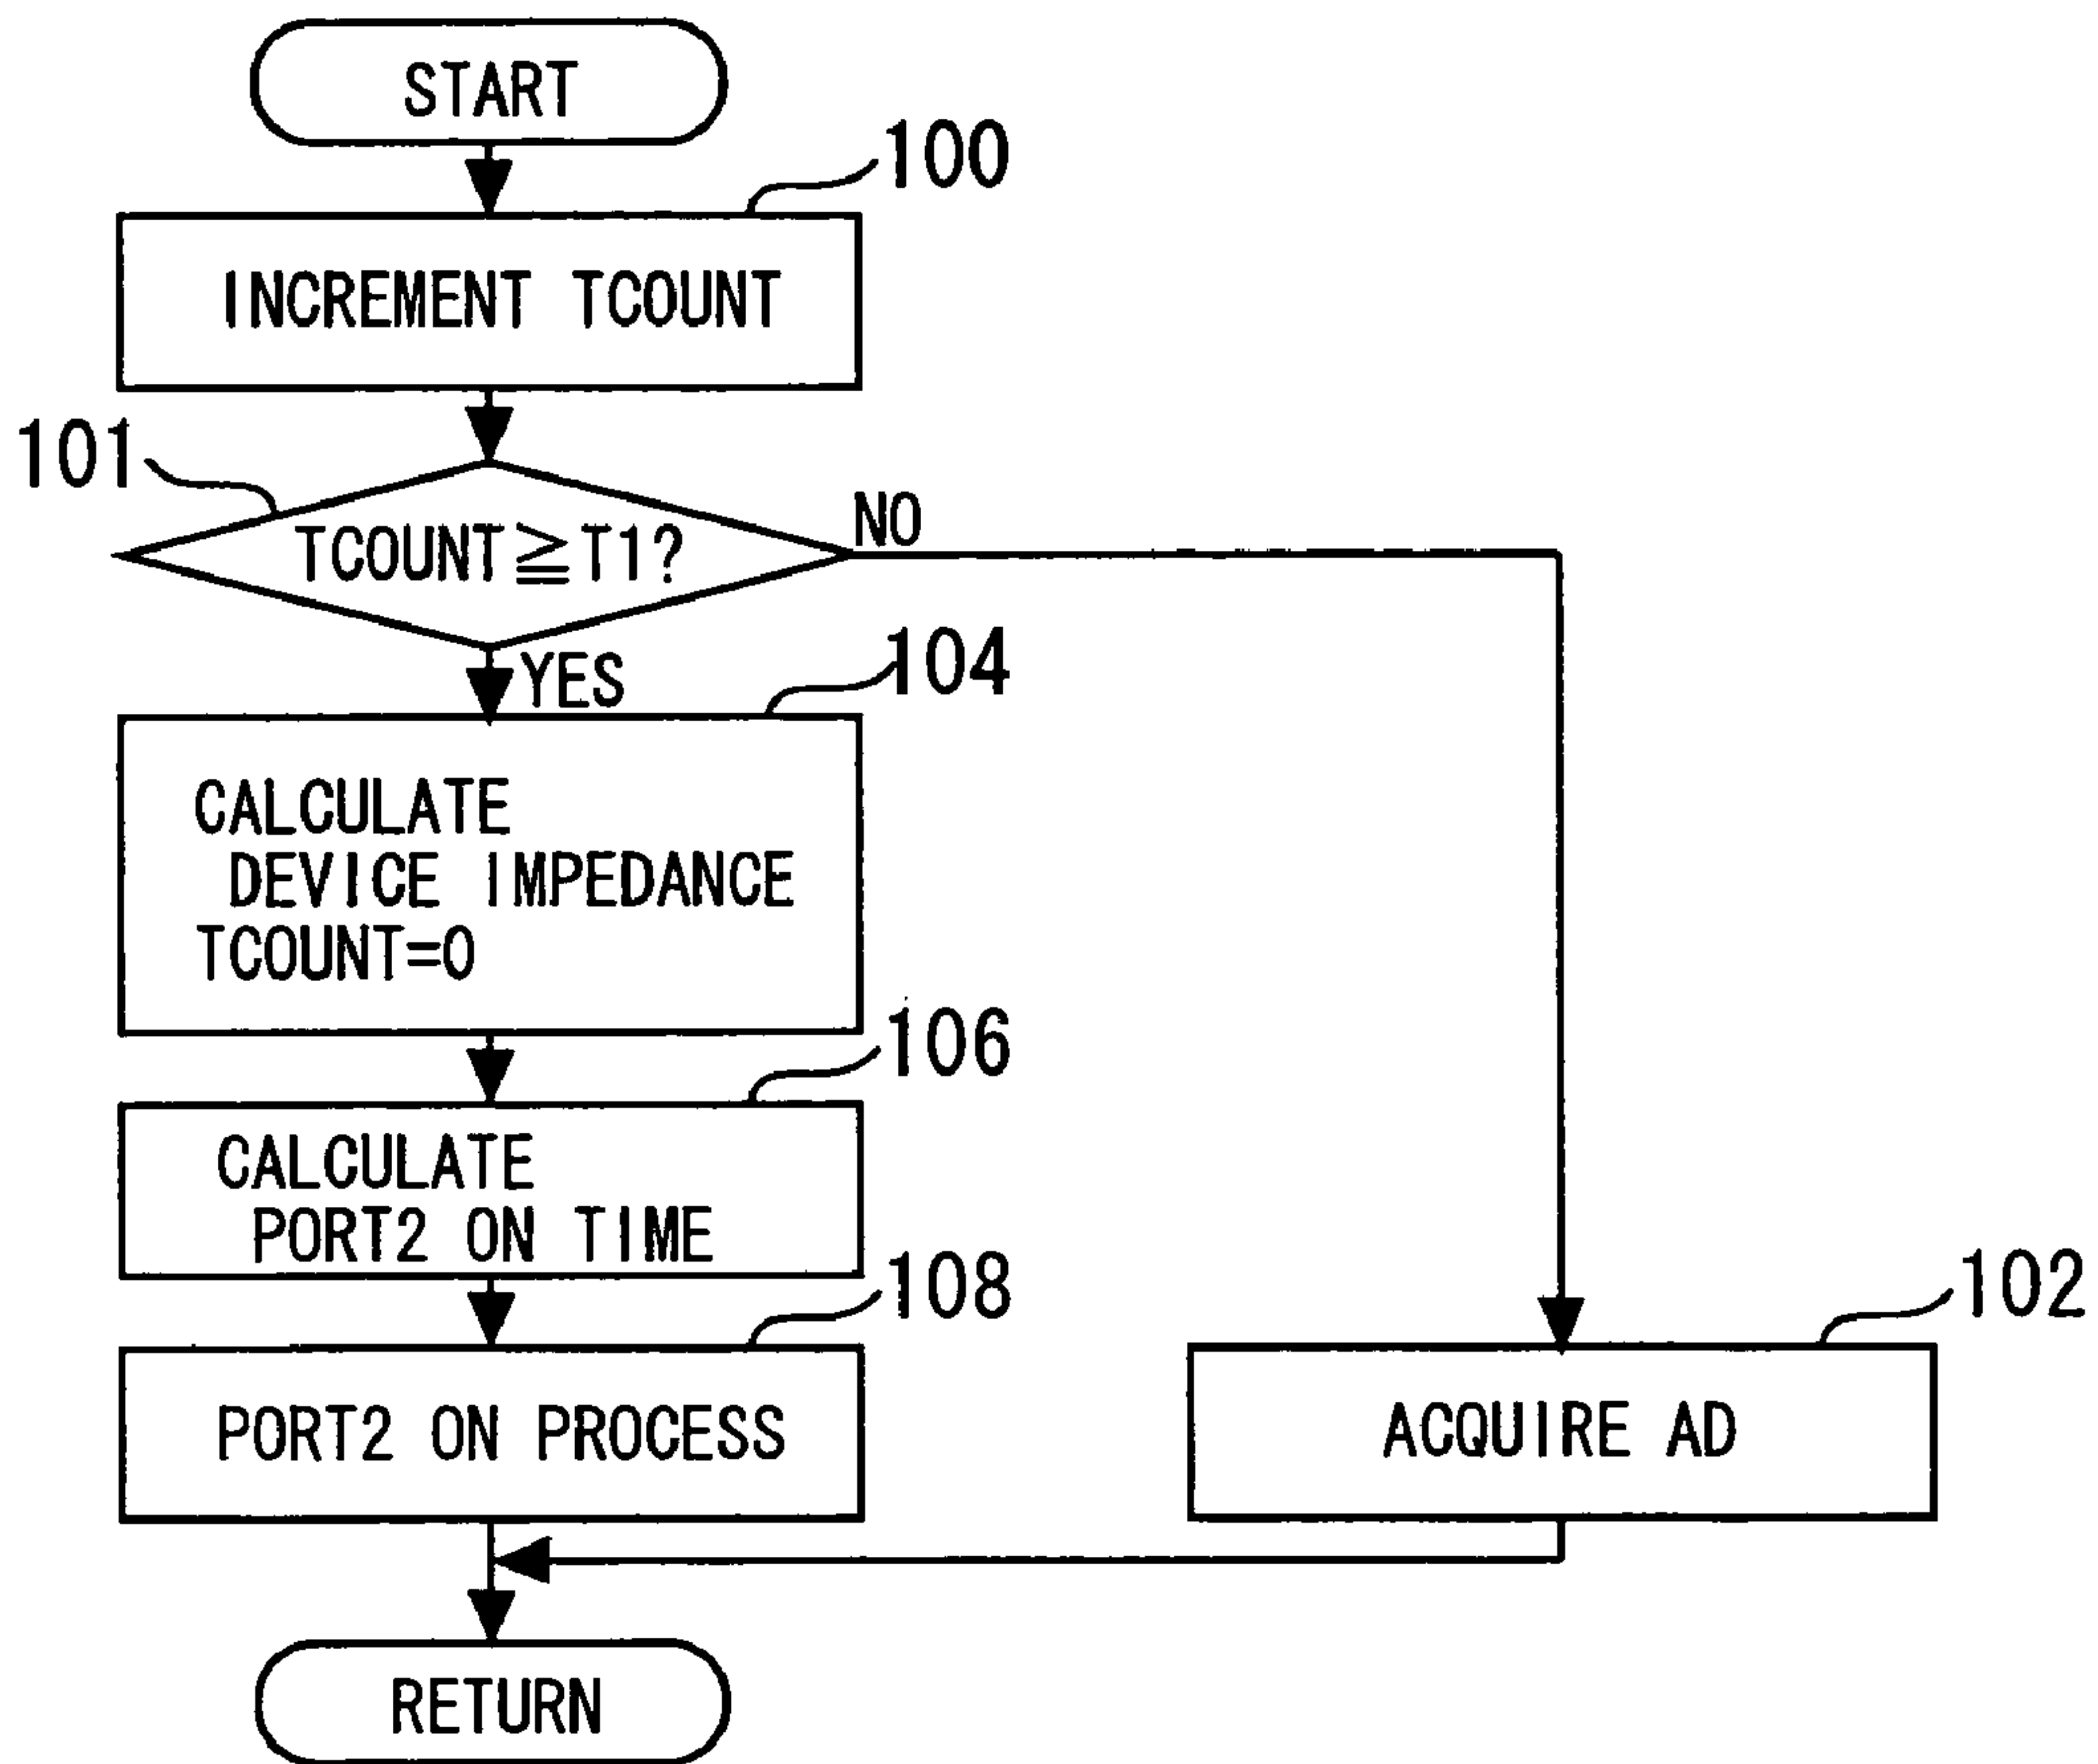 START
100
INCREMENT TCOUNT
101
TCOUNT≧T1?
NO
YES
104
CALCULATE
DEVICE IMPEDANCE
TCOUNT=0
106
CALCULATE
PORT2 ON TIME
108
PORT2 ON PROCESS
102
ACQUIRE AD
RETURN